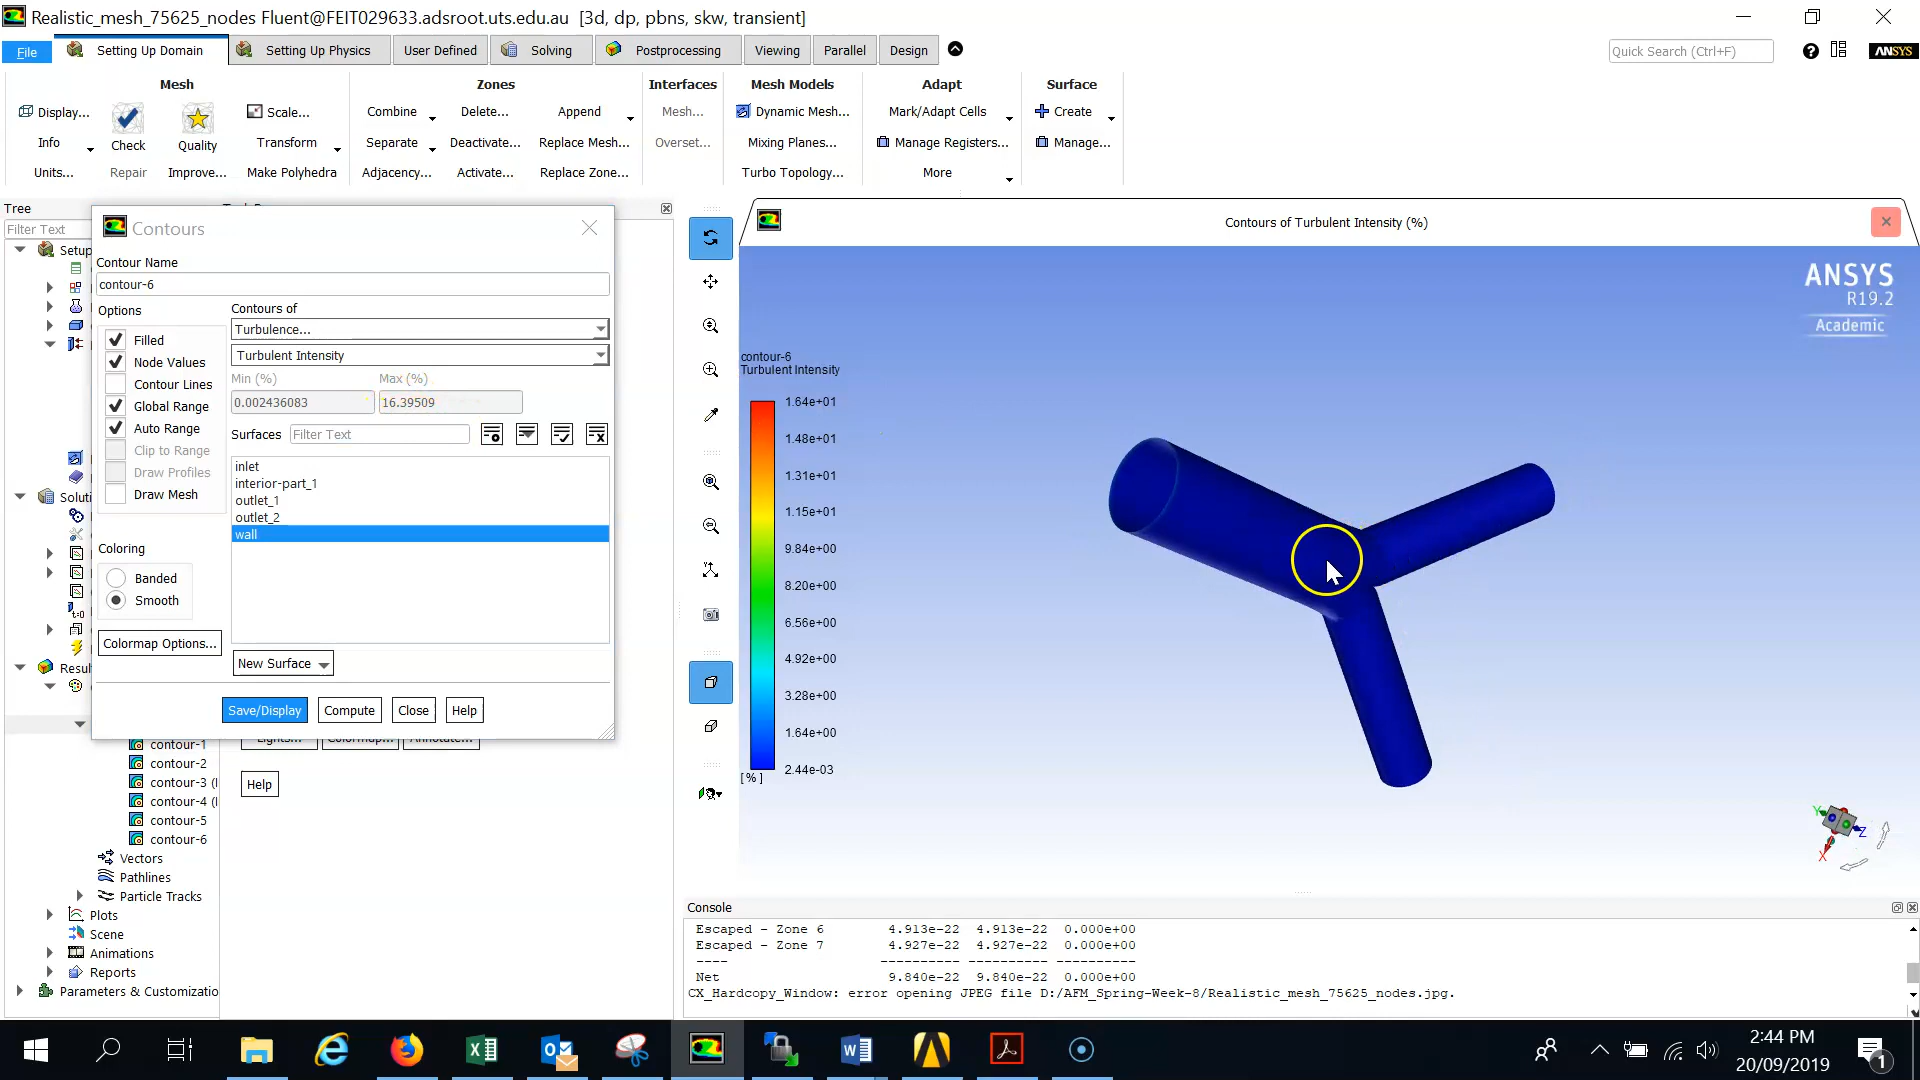 Realistic_mesh_75625_nodes Fluent@FEIT029633.adsroot.uts.edu.au [3d, dp, pbns, skw, transient]
File
Setting Up Domain
Setting Up Physics
User Defined
Solving
Postprocessing
Viewing
Parallel
Design
Quick Search (Ctrl+F)
ANSYS
Mesh
Zones
Interfaces
Mesh Models
Adapt
Surface
Display...
Scale...
Combine
Delete...
Append
Mesh...
Dynamic Mesh...
Mark/Adapt Cells
Create
Info
Check
Quality
Transform
Separate
Deactivate...
Replace Mesh...
Overset...
Mixing Planes...
Manage Registers...
Manage...
Units...
Repair
Improve...
Make Polyhedra
Adjacency...
Activate...
Replace Zone...
Turbo Topology...
More
Tree
Filter Text
Setup
Soluti
Resul
contour-1
contour-2
contour-3 (l
contour-4 (l
contour-5
contour-6
Vectors
Pathlines
Particle Tracks
Plots
Scene
Animations
Reports
Parameters & Customizatio
Contours
Contour Name
contour-6
Options
Filled
Node Values
Contour Lines
Global Range
Auto Range
Clip to Range
Draw Profiles
Draw Mesh
Coloring
Banded
Smooth
Colormap Options...
Contours of
Turbulence...
Turbulent Intensity
Min (%)
Max (%)
0.002436083
16.39509
Surfaces
Filter Text
inlet
interior-part_1
outlet_1
outlet_2
wall
New Surface
Save/Display
Compute
Close
Help
Lights...
Colormap...
Annotate...
Help
Contours of Turbulent Intensity (%)
ANSYS
R19.2
Academic
contour-6
Turbulent Intensity
1.64e+01
1.48e+01
1.31e+01
1.15e+01
9.84e+00
8.20e+00
6.56e+00
4.92e+00
3.28e+00
1.64e+00
2.44e-03
[%]
Y
Z
X
Console
Escaped - Zone 6 4.913e-22 4.913e-22 0.000e+00
Escaped - Zone 7 4.927e-22 4.927e-22 0.000e+00
---- ---------- ---------- ----------
Net 9.840e-22 9.840e-22 0.000e+00
CX_Hardcopy_Window: error opening JPEG file D:/AFM_Spring-Week-8/Realistic_mesh_75625_nodes.jpg.
2:44 PM
20/09/2019
1